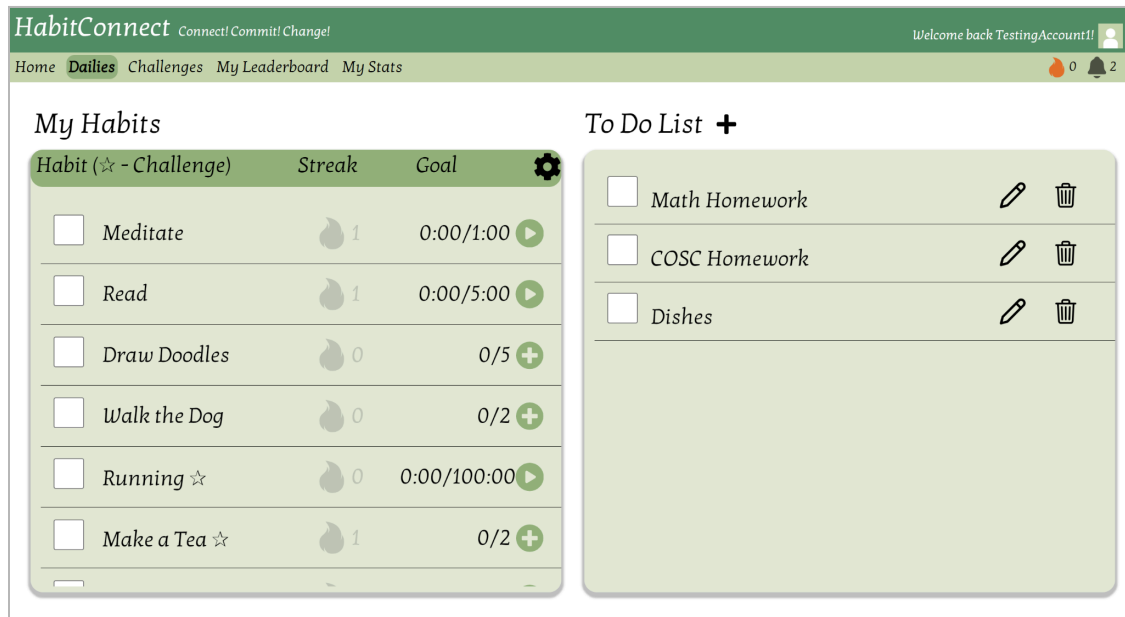 HabitConnect Connect! Commit! Change!
Welcome back TestingAccount1!
Home Dailies Challenges My Leaderboard My Stats
0 2
My Habits
Habit (☆ - Challenge) Streak Goal
Meditate 1 0:00/1:00
Read 1 0:00/5:00
Draw Doodles 0 0/5
Walk the Dog 0 0/2
Running ☆ 0 0:00/100:00
Make a Tea ☆ 1 0/2
To Do List +
Math Homework
COSC Homework
Dishes